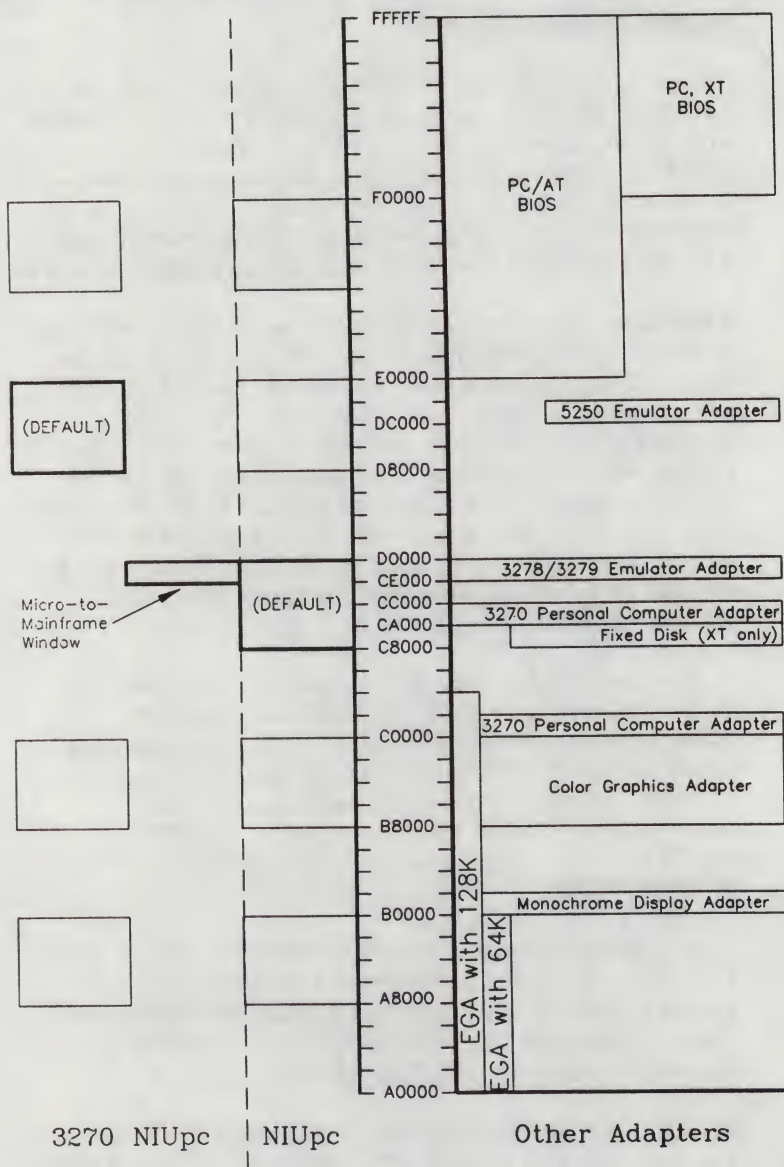 FFFFF
PC, XT
BIOS
PC/AT
BIOS
F0000
E0000
5250 Emulator Adapter
(DEFAULT)
DC000
D8000
D0000
3278/3279 Emulator Adapter
CE000
(DEFAULT)
Micro-to-
Mainframe
Window
CC000
3270 Personal Computer Adapter
CA000
Fixed Disk (XT only)
C8000
3270 Personal Computer Adapter
C0000
Color Graphics Adapter
B8000
EGA with 128K
Monochrome Display Adapter
B0000
EGA with 64K
A8000
A0000
3270 NIUpc
NIUpc
Other Adapters